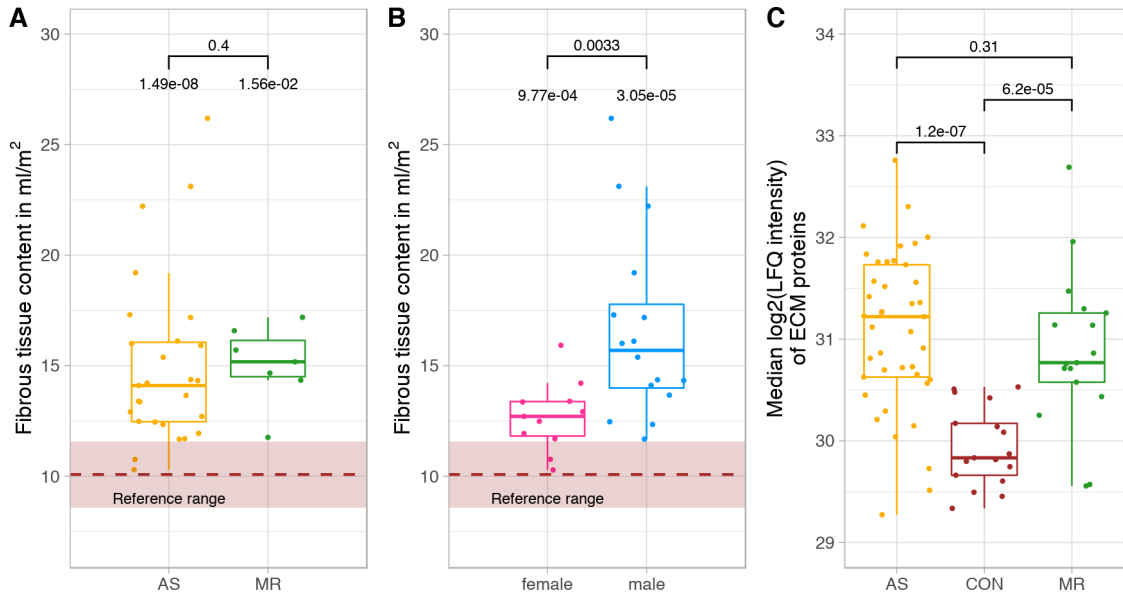 A
Fibrous tissue content in ml/m²
30
25
20
15
10
0.4
1.49e-08
1.56e-02
Reference range
AS
MR
B
Fibrous tissue content in ml/m²
30
25
20
15
10
0.0033
9.77e-04
3.05e-05
Reference range
female
male
C
Median log2(LFQ intensity)
of ECM proteins
34
33
32
31
30
29
0.31
6.2e-05
1.2e-07
AS
CON
MR